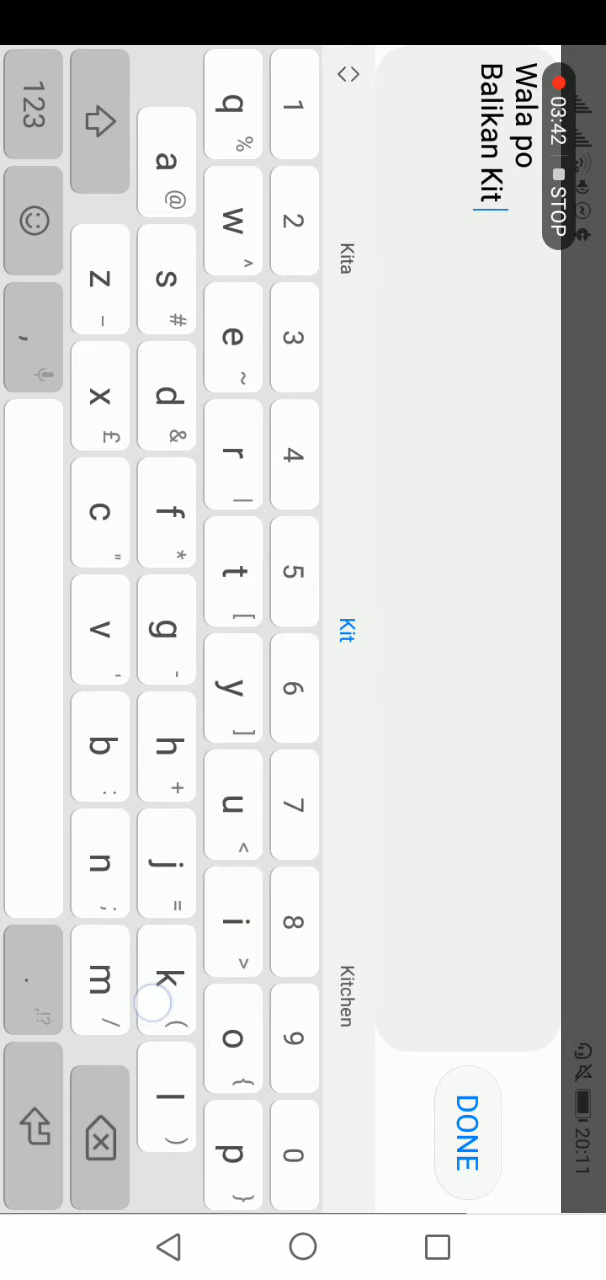 03:42 STOP
20:11
Wala po
Balikan Kit
DONE
Kita Kit Kitchen
1 2 3 4 5 6 7 8 9 0
q % w ^ e ~ r | t [ y ] u < i > o { p }
a @ s # d & f * g - h + j = k ( l )
z _ x £ c " v ' b : n ; m /
123 , . ,!?